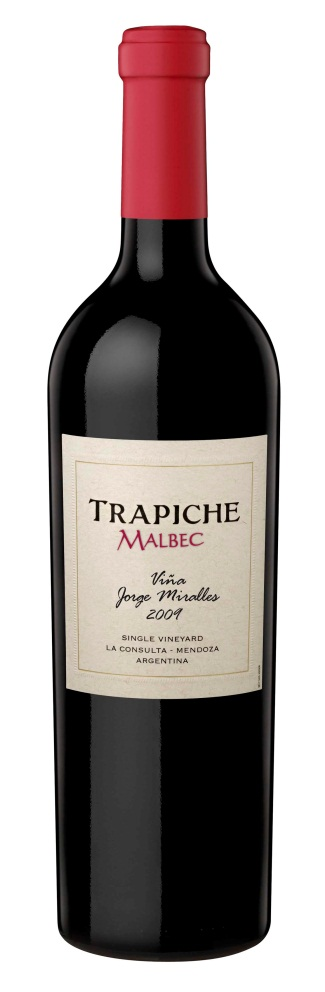 TRAPICHE
MALBEC
Viña
Jorge Miralles
2009
SINGLE VINEYARD
LA CONSULTA - MENDOZA
ARGENTINA